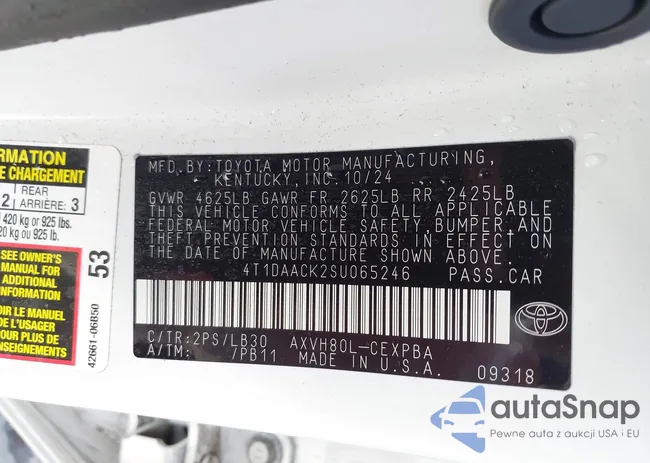 RMATION
E CHARGEMENT
1 REAR
2 ARRIÈRE: 3
420 kg or 925 lbs.
20 kg ou 925 lb.
SEE OWNER'S
MANUAL FOR
ADDITIONAL
INFORMATION
OIR LE MANUEL
DE L'USAGER
POUR PLUS DE
ENSEIGNEMENTS
53
42661-06B50
MFD.BY:TOYOTA MOTOR MANUFACTURING,
KENTUCKY,INC.10/24
GVWR 4625LB GAWR FR 2625LB RR 2425LB
THIS VEHICLE CONFORMS TO ALL APPLICABLE
FEDERAL MOTOR VEHICLE SAFETY,BUMPER,AND
THEFT PREVENTION STANDARDS IN EFFECT ON
THE DATE OF MANUFACTURE SHOWN ABOVE.
4T1DAACK2SU065246 PASS.CAR
C/TR:2PS/LB30 AXVH80L-CEXPBA
A/TM: /PB11 MADE IN U.S.A.
09318
autaSnap
Pewne auta z aukcji USA i EU